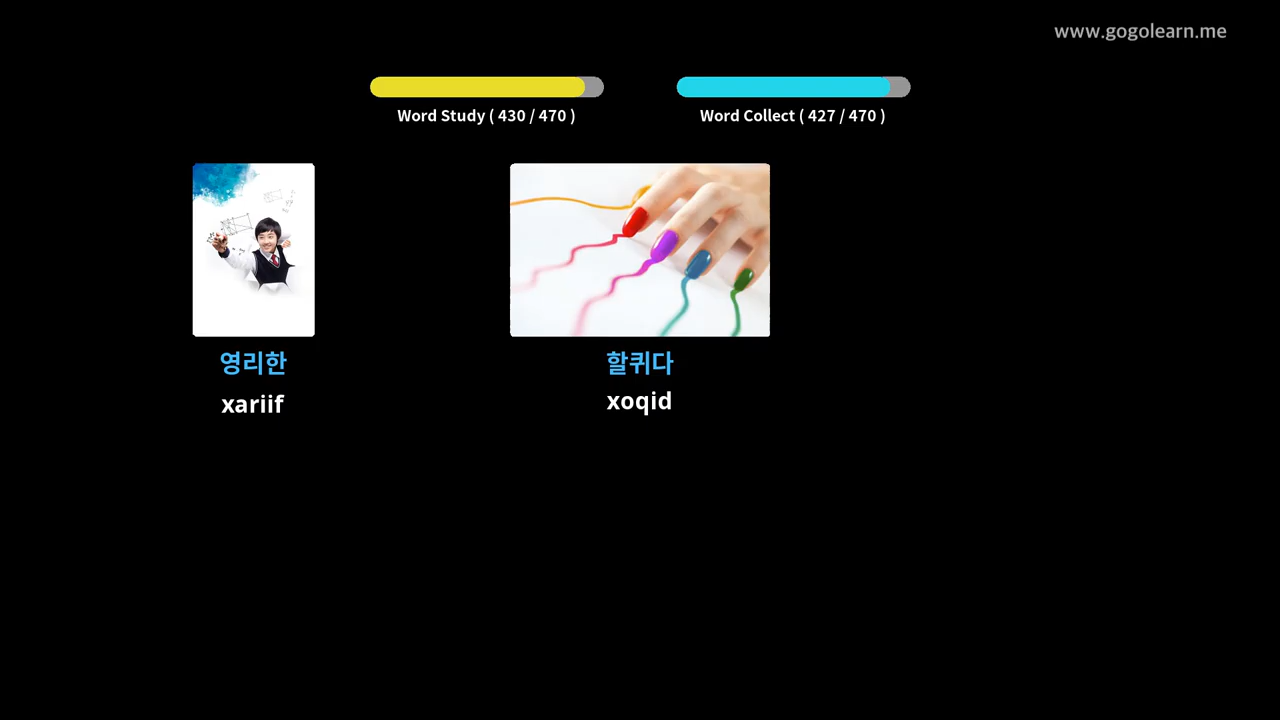 www.gogolearn.me
Word Study ( 430 / 470 )
Word Collect ( 427 / 470 )
영리한
xariif
할퀴다
xoqid